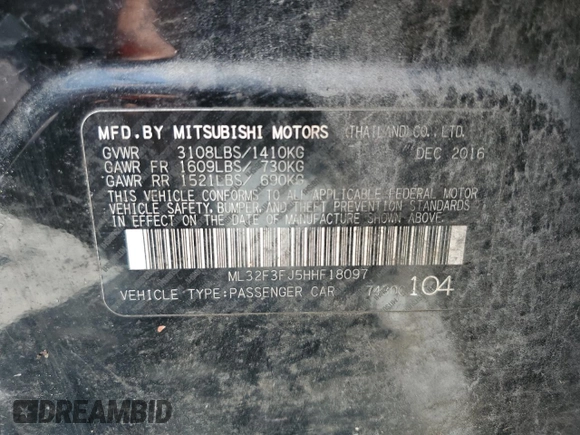 MFD.BY MITSUBISHI MOTORS (THAILAND) CO., LTD.
GVWR 3108LBS/1410KG DEC 2016
GAWR FR 1609LBS/ 730KG
GAWR RR 1521LBS/ 690KG
THIS VEHICLE CONFORMS TO ALL APPLICABLE FEDERAL MOTOR
VEHICLE SAFETY, BUMPER, AND THEFT PREVENTION STANDARDS
IN EFFECT ON THE DATE OF MANUFACTURE SHOWN ABOVE.
ML32F3FJ5HHF18097
VEHICLE TYPE:PASSENGER CAR 104
DREAMBID